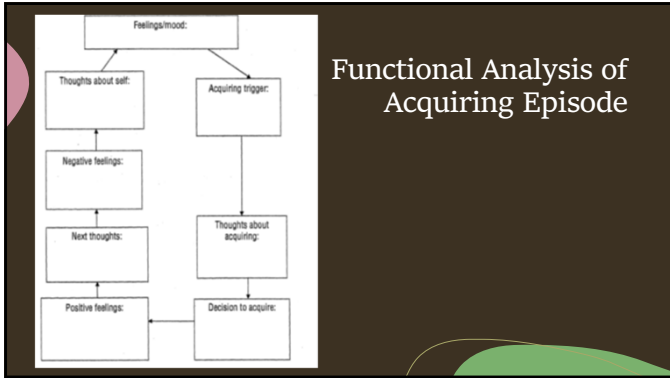 Functional Analysis of
Acquiring Episode
Feelings/mood:
Acquiring trigger:
Thoughts about
acquiring:
Decision to acquire:
Positive feelings:
Next thoughts:
Negative feelings:
Thoughts about self: